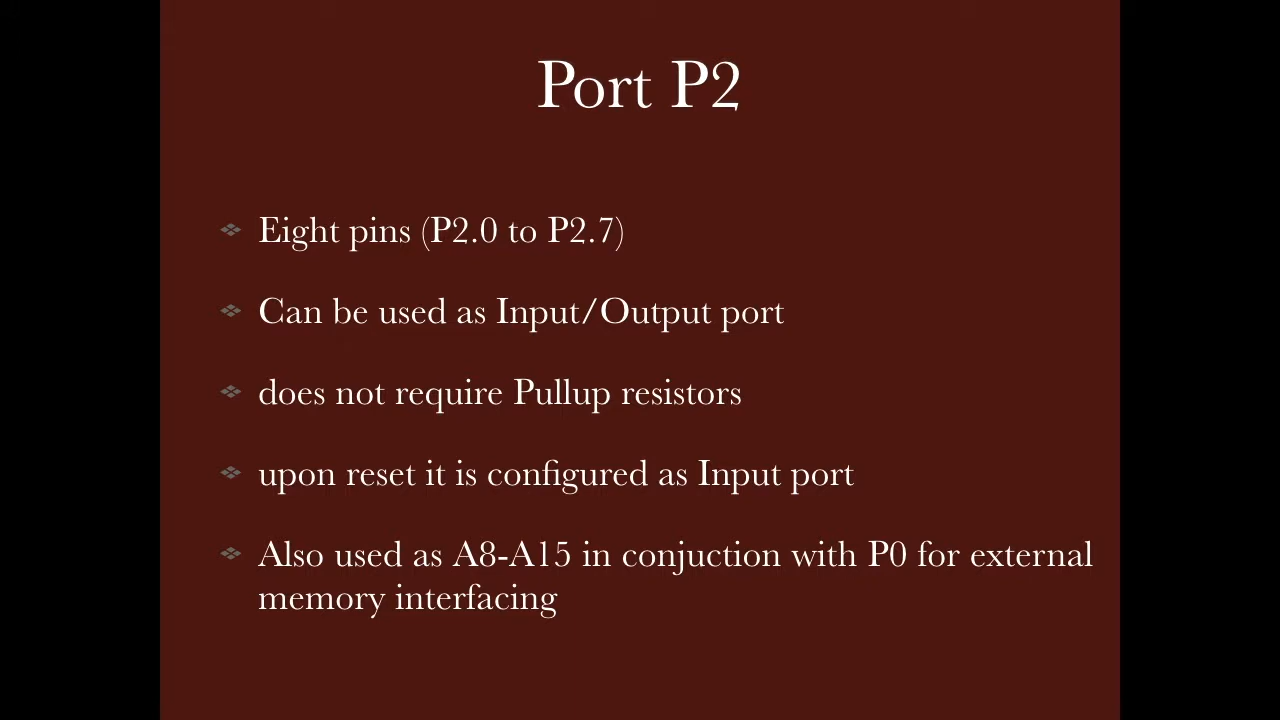 Port P2
Eight pins (P2.0 to P2.7)
Can be used as Input/Output port
does not require Pullup resistors
upon reset it is configured as Input port
Also used as A8-A15 in conjuction with P0 for external
memory interfacing